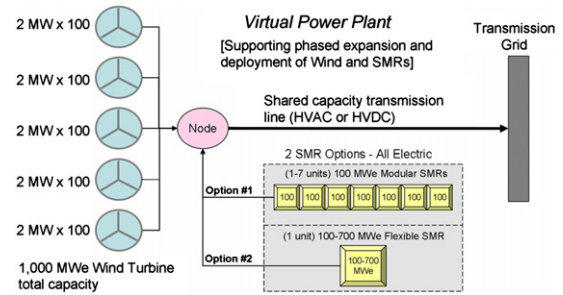 Virtual Power Plant
[Supporting phased expansion and
deployment of Wind and SMRs]
Transmission
Grid
2 MW x 100
2 MW x 100
2 MW x 100
2 MW x 100
2 MW x 100
1,000 MWe Wind Turbine
total capacity
Node
Shared capacity transmission
line (HVAC or HVDC)
2 SMR Options - All Electric
(1-7 units) 100 MWe Modular SMRs
Option #1
100 100 100 100 100 100 100
(1 unit) 100-700 MWe Flexible SMR
Option #2
100-700
MWe